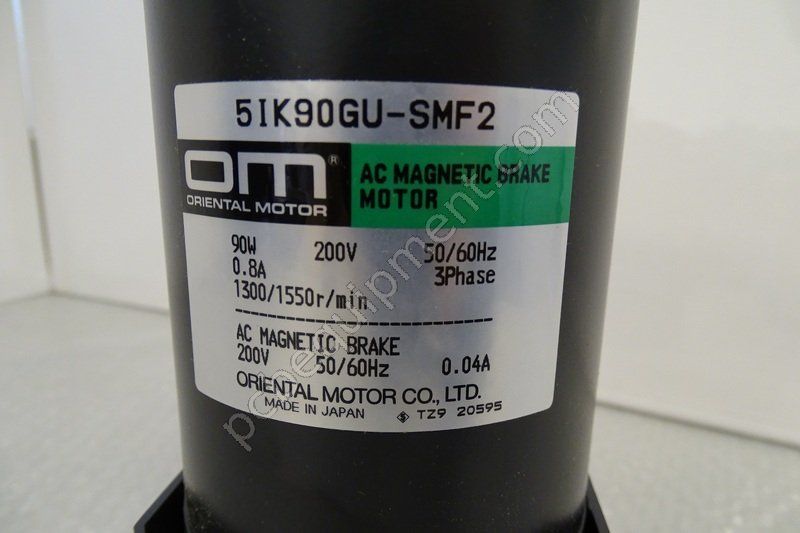 5IK90GU-SMF2
om®
ORIENTAL MOTOR
AC MAGNETIC BRAKE
MOTOR
90W 200V 50/60Hz
0.8A 3Phase
1300/1550r/min
AC MAGNETIC BRAKE
200V 50/60Hz 0.04A
ORIENTAL MOTOR CO., LTD.
MADE IN JAPAN S TZ9 20595
pcbequipment.com